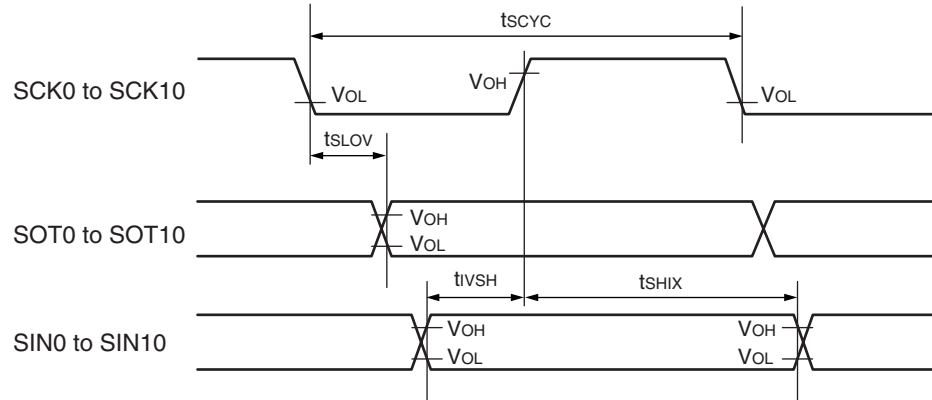 tSCYC
SCK0 to SCK10
VOL
VOH
VOL
tSLOV
SOT0 to SOT10
VOH
VOL
tIVSH
tSHIX
SIN0 to SIN10
VOH
VOL
VOH
VOL